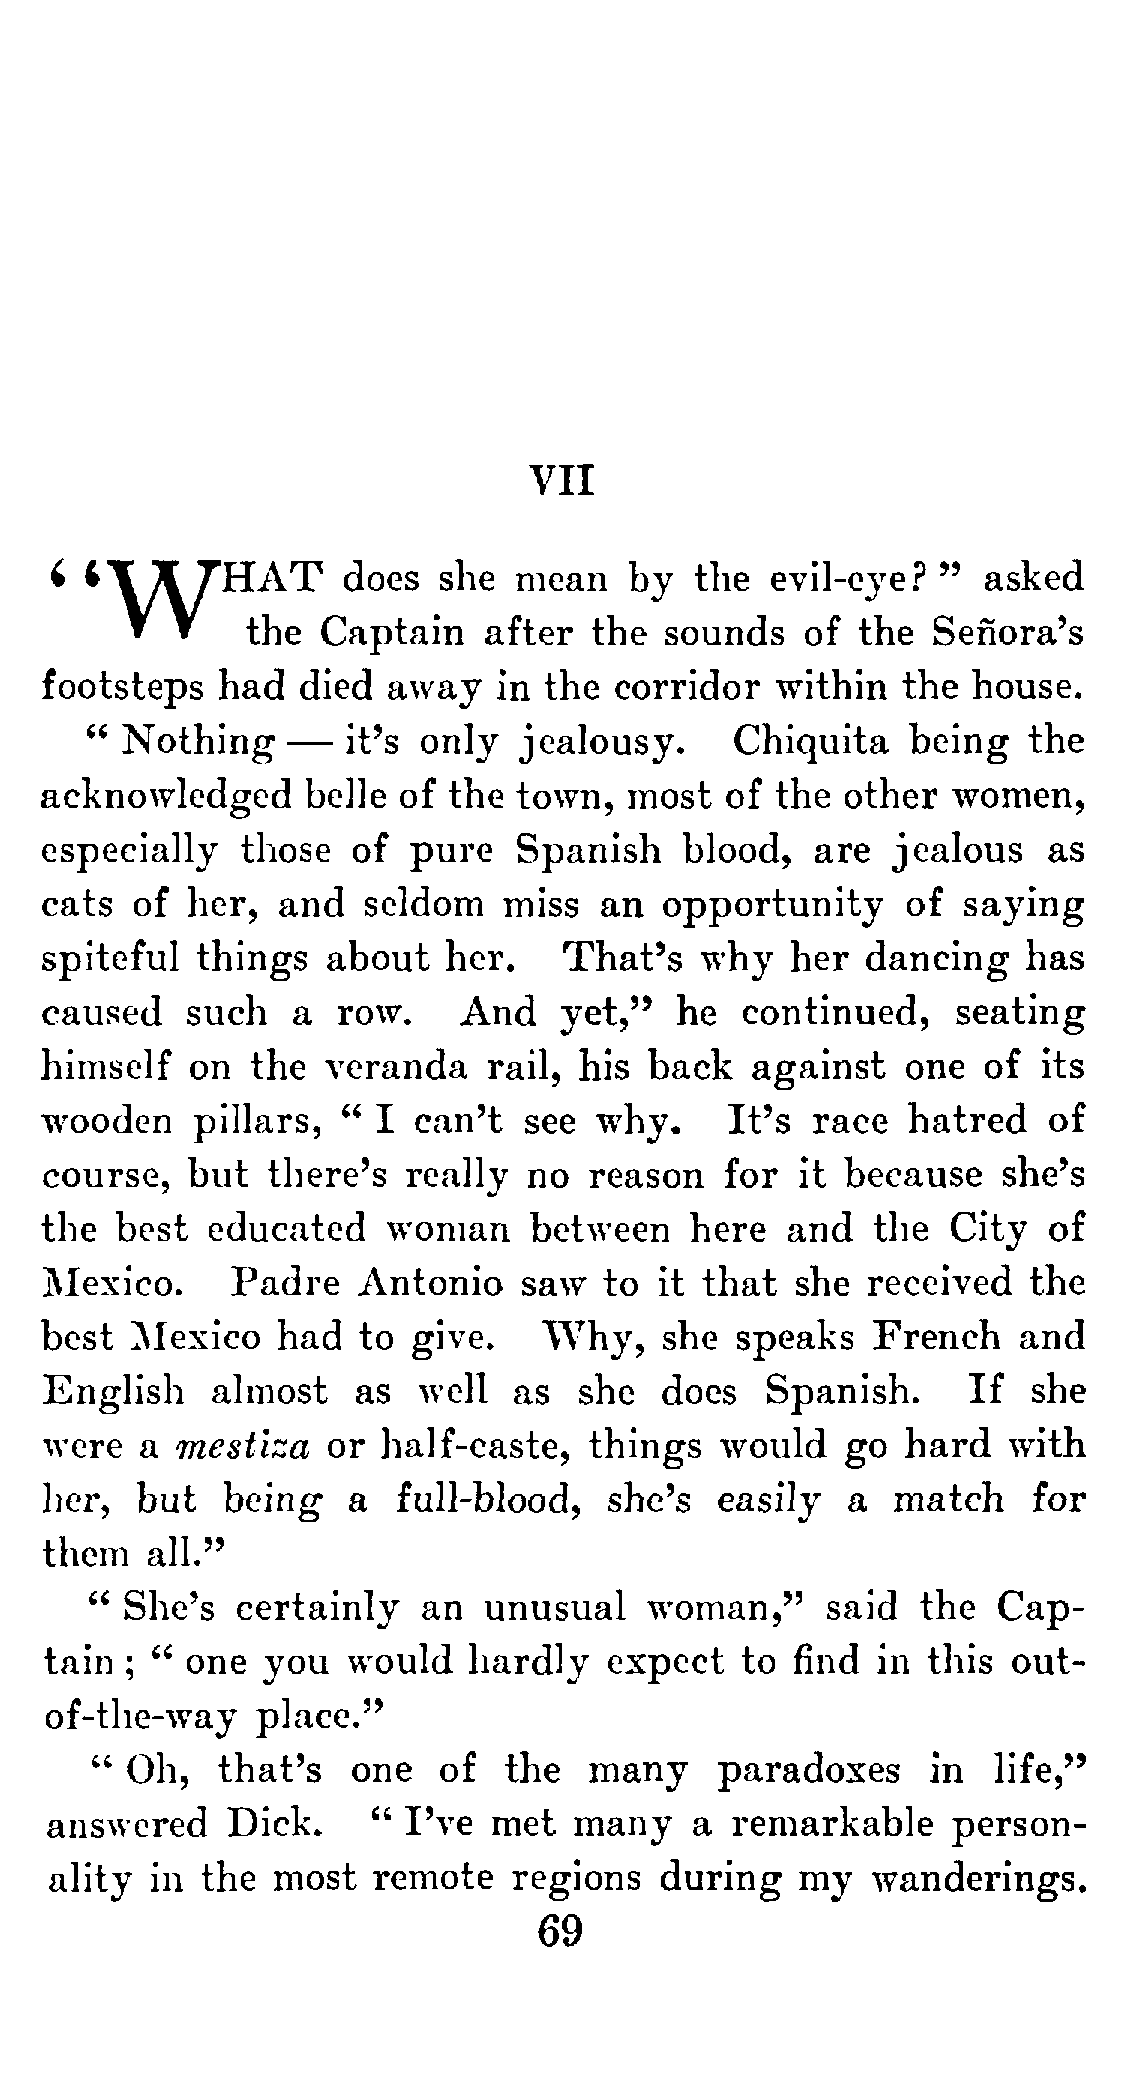 VII
“WHAT does she mean by the evil-eye?” asked
the Captain after the sounds of the Señora’s
footsteps had died away in the corridor within the house.
“Nothing — it’s only jealousy. Chiquita being the
acknowledged belle of the town, most of the other women,
especially those of pure Spanish blood, are jealous as
cats of her, and seldom miss an opportunity of saying
spiteful things about her. That’s why her dancing has
caused such a row. And yet,” he continued, seating
himself on the veranda rail, his back against one of its
wooden pillars, “I can’t see why. It’s race hatred of
course, but there’s really no reason for it because she’s
the best educated woman between here and the City of
Mexico. Padre Antonio saw to it that she received the
best Mexico had to give. Why, she speaks French and
English almost as well as she does Spanish. If she
were a mestiza or half-caste, things would go hard with
her, but being a full-blood, she’s easily a match for
them all.”
“She’s certainly an unusual woman,” said the Cap-
tain; “one you would hardly expect to find in this out-
of-the-way place.”
“Oh, that’s one of the many paradoxes in life,”
answered Dick. “I’ve met many a remarkable person-
ality in the most remote regions during my wanderings.
69